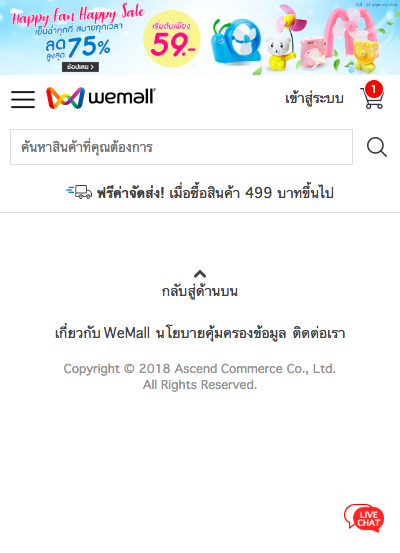 Happy Fan Happy Sale
เย็นฉ่ำทุกที่ สบายทุกเวลา
ลด
สูงสุด 75%
ช้อปเลย >
เริ่มต้นเพียง
59.-
wemall
เข้าสู่ระบบ
1
ค้นหาสินค้าที่คุณต้องการ
ฟรีค่าจัดส่ง! เมื่อซื้อสินค้า 499 บาทขึ้นไป
กลับสู่ด้านบน
เกี่ยวกับ WeMall นโยบายคุ้มครองข้อมูล ติดต่อเรา
Copyright © 2018 Ascend Commerce Co., Ltd.
All Rights Reserved.
LIVE
CHAT